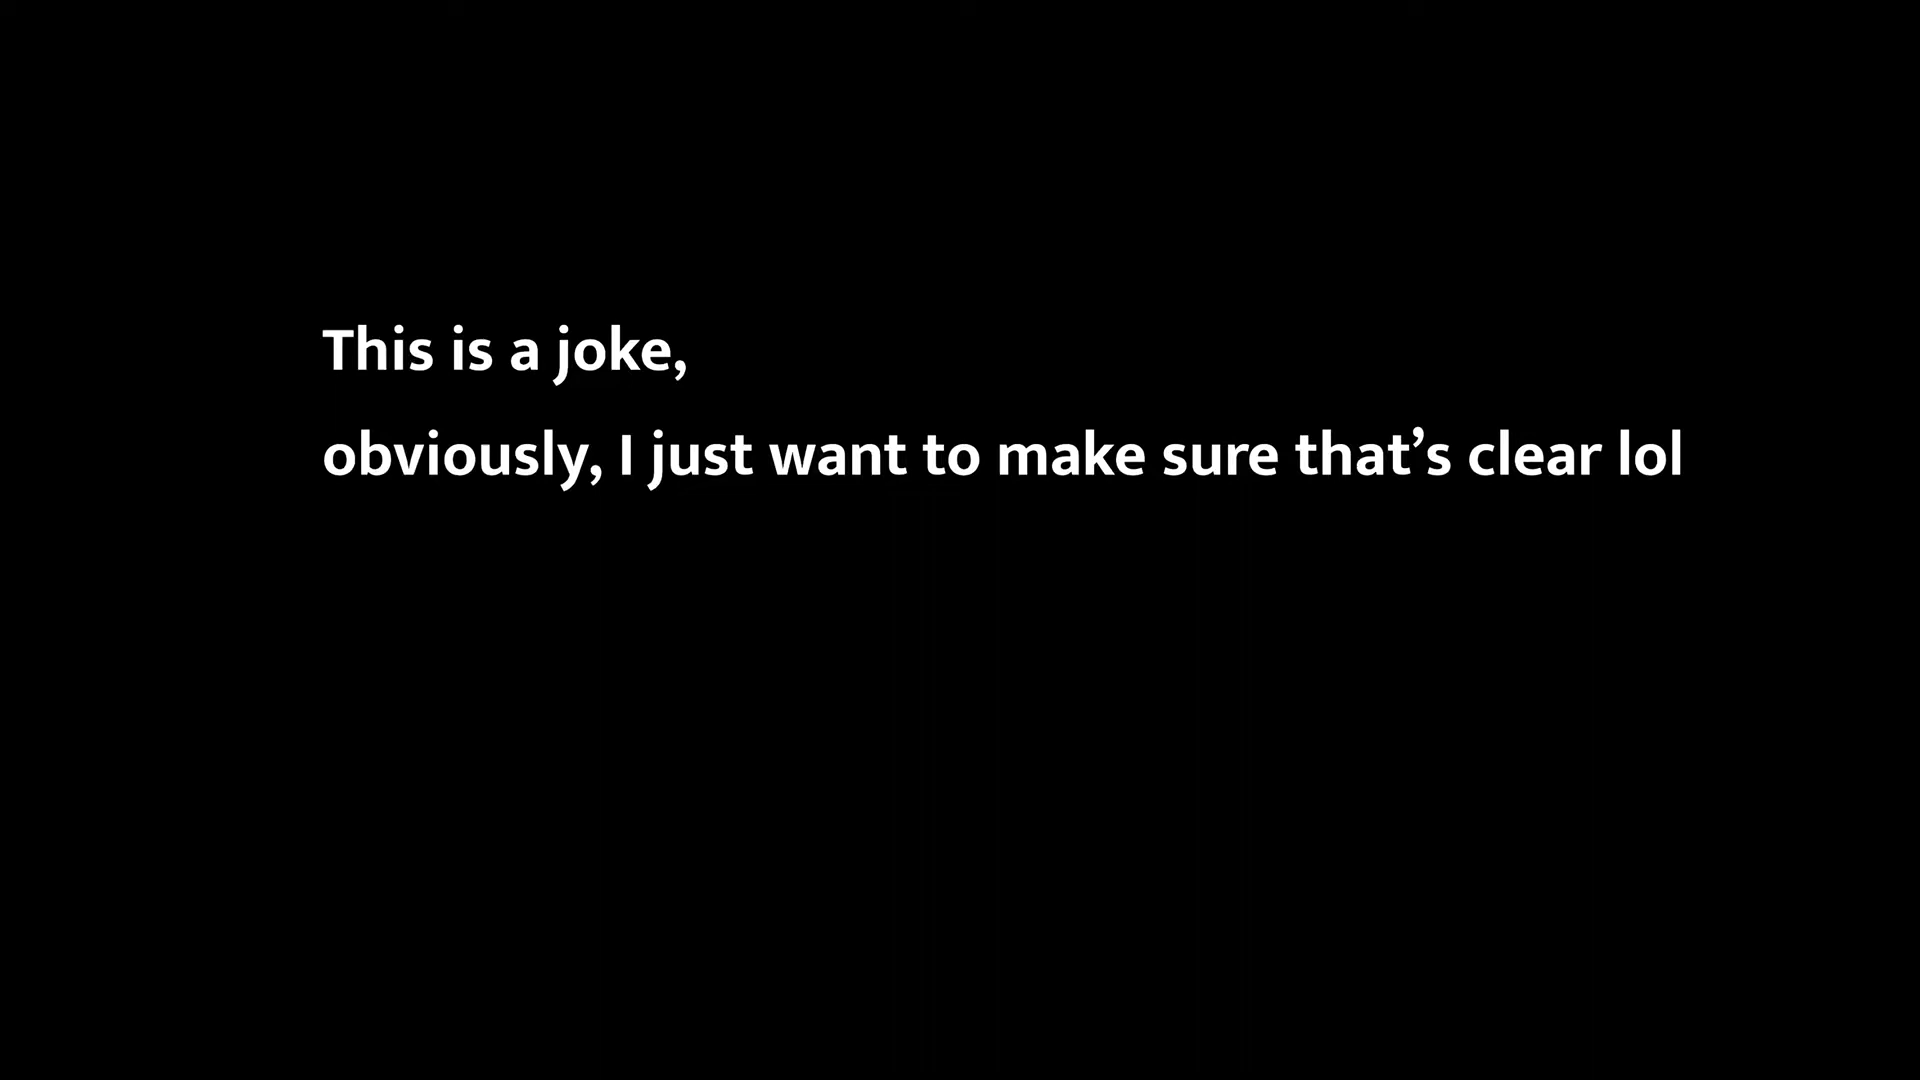 This is a joke,
obviously, I just want to make sure that’s clear lol